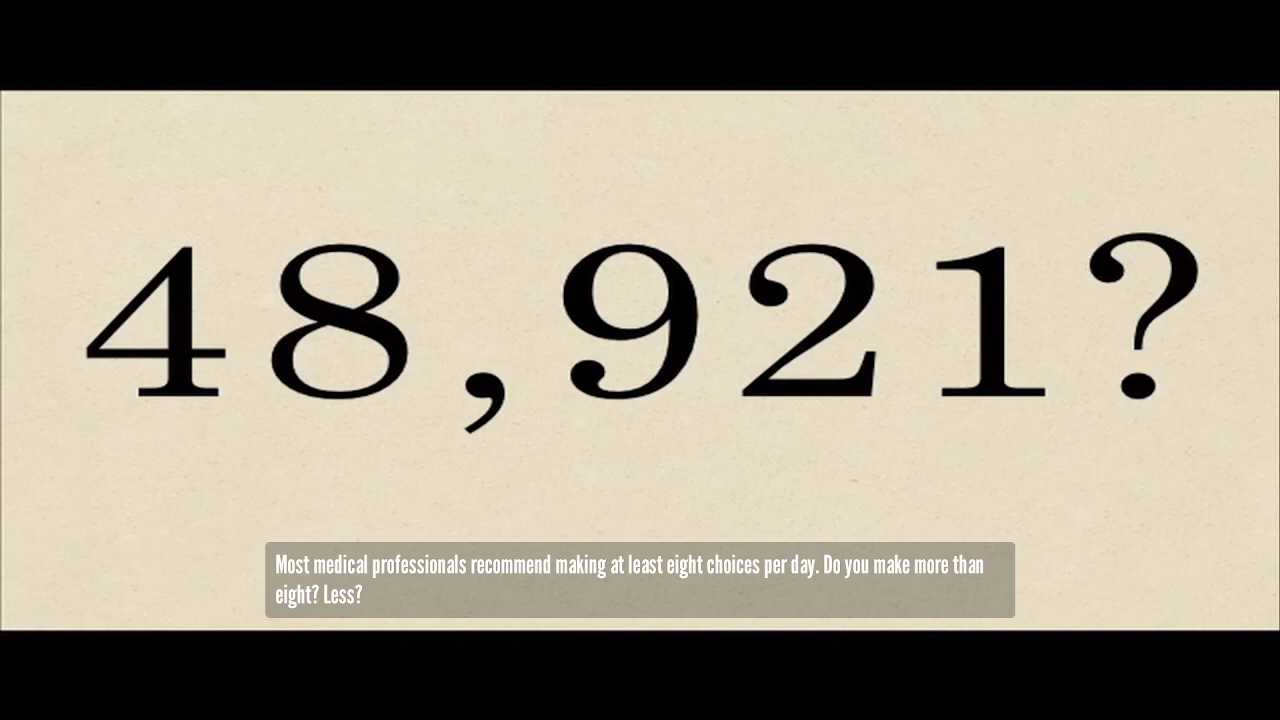 48,921?
Most medical professionals recommend making at least eight choices per day. Do you make more than
eight? Less?